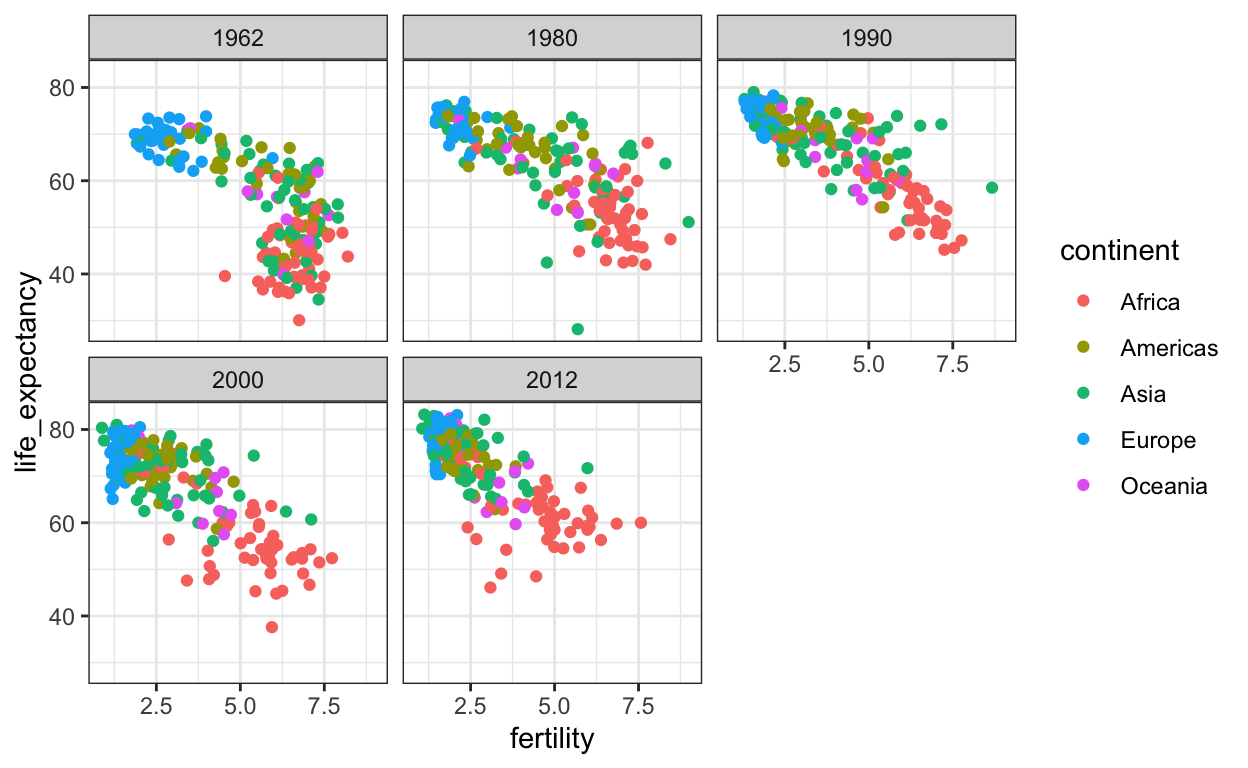 1962
1980
1990
80
60
40
2.5 5.0 7.5
2000
2012
80
60
40
2.5 5.0 7.5
2.5 5.0 7.5
fertility
life_expectancy
continent
Africa
Americas
Asia
Europe
Oceania